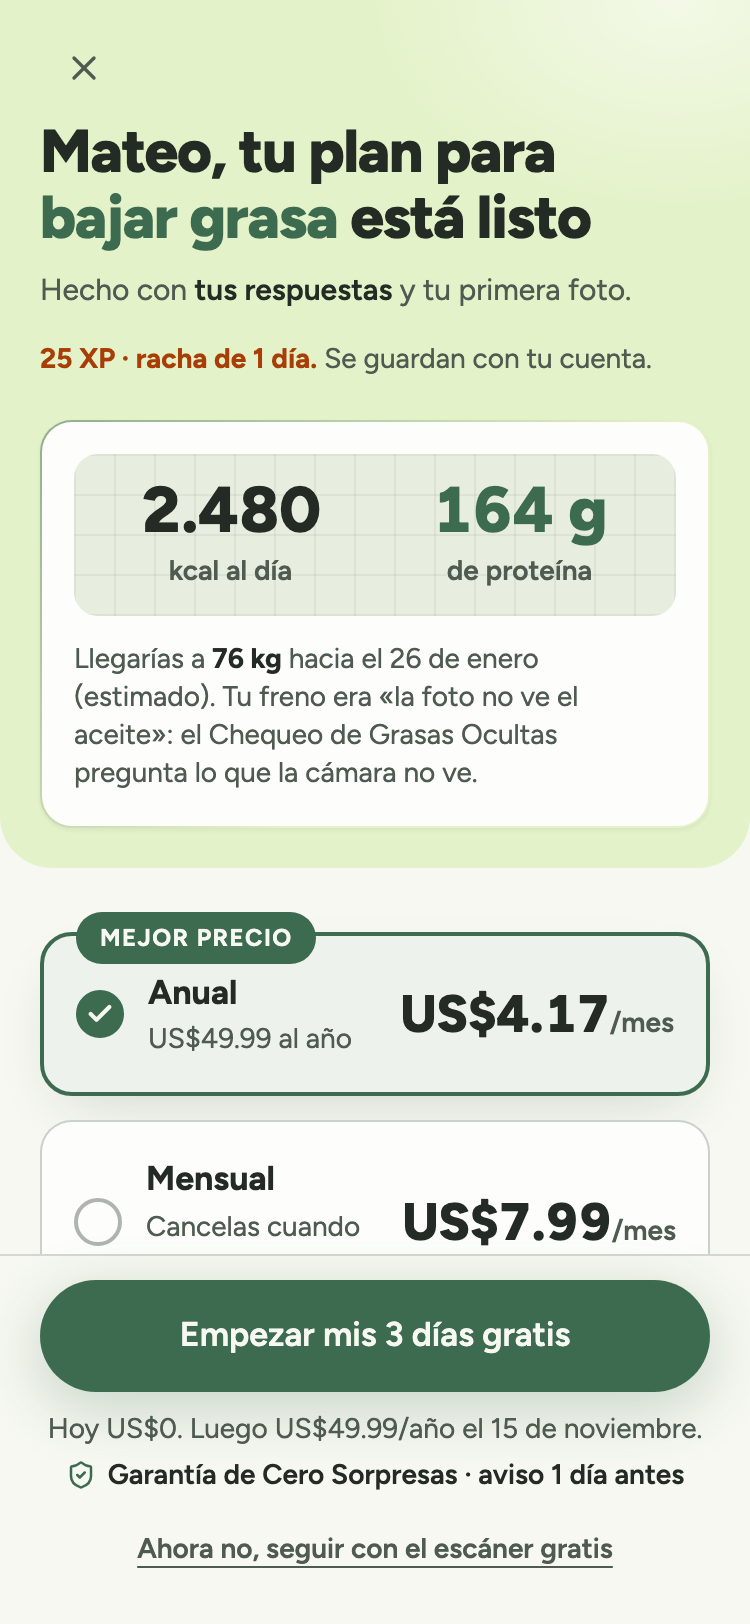 Mateo, tu plan para
bajar grasa está listo
Hecho con tus respuestas y tu primera foto.
25 XP · racha de 1 día. Se guardan con tu cuenta.
2.480
kcal al día
164 g
de proteína
Llegarías a 76 kg hacia el 26 de enero
(estimado). Tu freno era «la foto no ve el
aceite»: el Chequeo de Grasas Ocultas
pregunta lo que la cámara no ve.
MEJOR PRECIO
Anual
US$49.99 al año
US$4.17/mes
Mensual
Cancelas cuando
US$7.99/mes
Empezar mis 3 días gratis
Hoy US$0. Luego US$49.99/año el 15 de noviembre.
Garantía de Cero Sorpresas · aviso 1 día antes
Ahora no, seguir con el escáner gratis